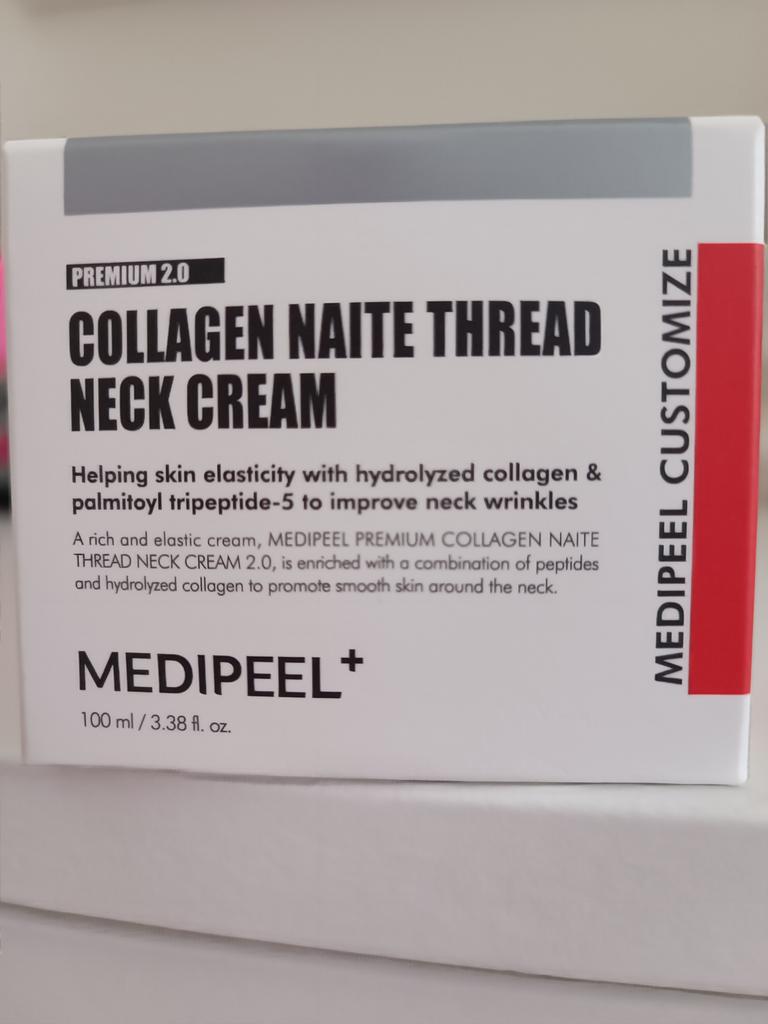 PREMIUM 2.0
COLLAGEN NAITE THREAD
NECK CREAM
Helping skin elasticity with hydrolyzed collagen &
palmitoyl tripeptide-5 to improve neck wrinkles
A rich and elastic cream, MEDIPEEL PREMIUM COLLAGEN NAITE
THREAD NECK CREAM 2.0, is enriched with a combination of peptides
and hydrolyzed collagen to promote smooth skin around the neck.
MEDIPEEL+
100 ml / 3.38 fl. oz.
MEDIPEEL CUSTOMIZE